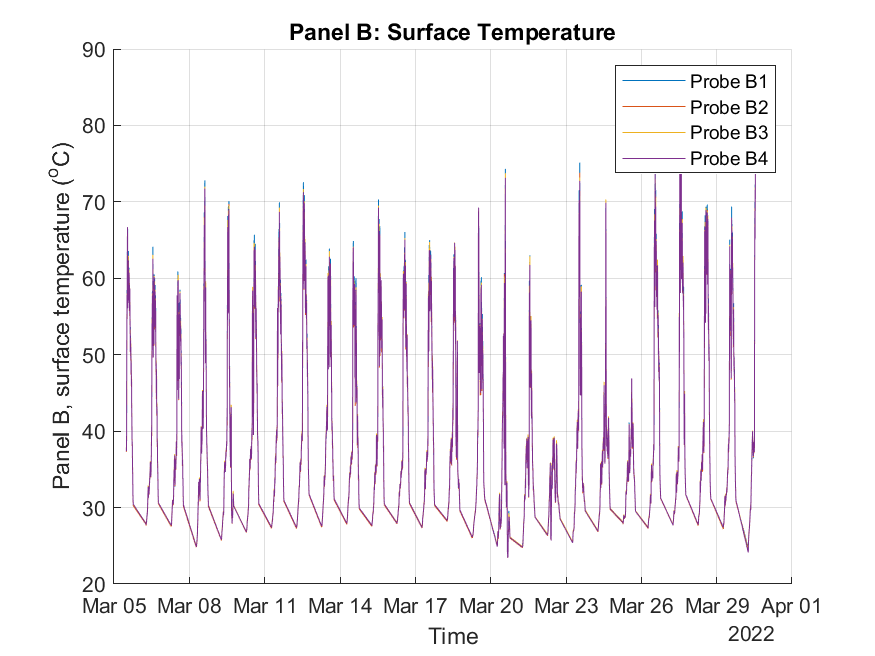 Panel B: Surface Temperature
Panel B, surface temperature (°C)
90
80
70
60
50
40
30
20
Probe B1
Probe B2
Probe B3
Probe B4
Mar 05 Mar 08 Mar 11 Mar 14 Mar 17 Mar 20 Mar 23 Mar 26 Mar 29 Apr 01
Time
2022